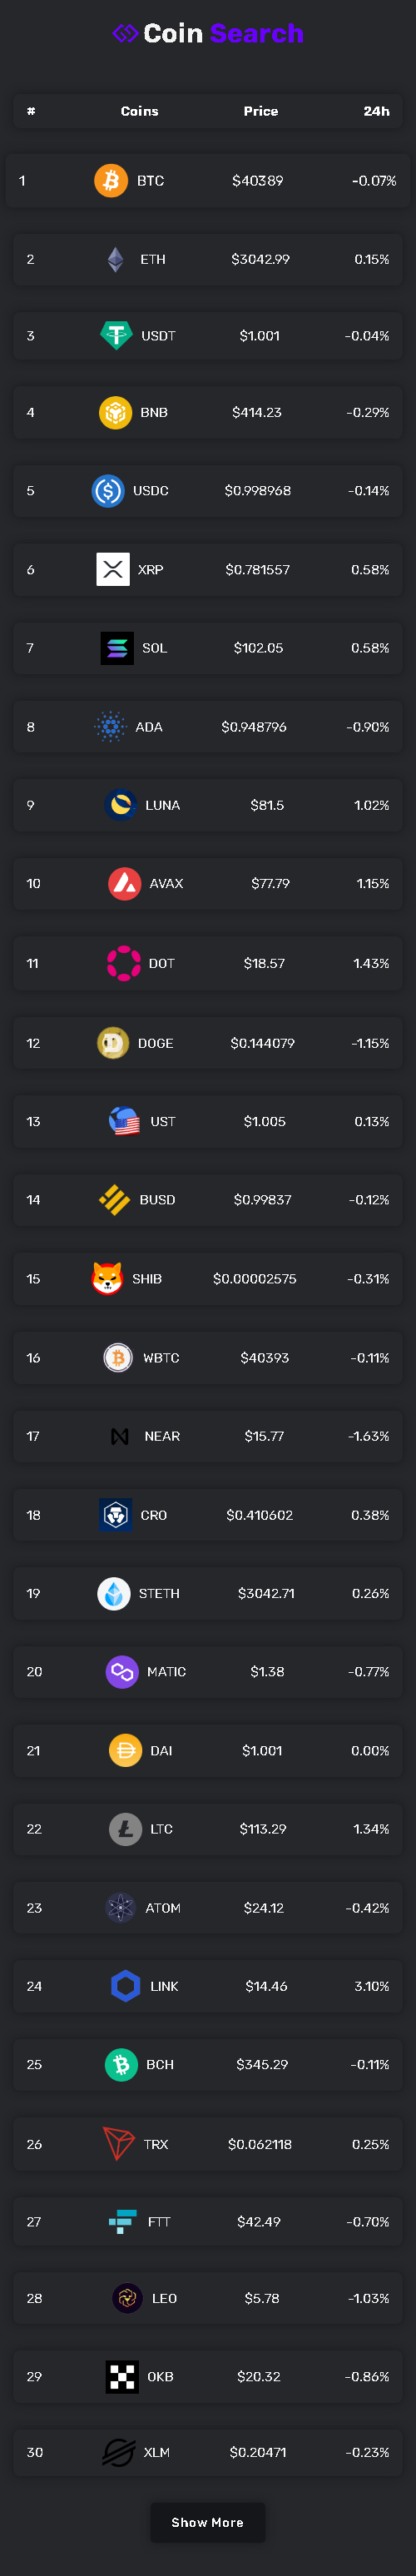 Coin Search
# Coins Price 24h
1 BTC $40389 -0.07%
2 ETH $3042.99 0.15%
3 USDT $1.001 -0.04%
4 BNB $414.23 -0.29%
5 USDC $0.998968 -0.14%
6 XRP $0.781557 0.58%
7 SOL $102.05 0.58%
8 ADA $0.948796 -0.90%
9 LUNA $81.5 1.02%
10 AVAX $77.79 1.15%
11 DOT $18.57 1.43%
12 DOGE $0.144079 -1.15%
13 UST $1.005 0.13%
14 BUSD $0.99837 -0.12%
15 SHIB $0.00002575 -0.31%
16 WBTC $40393 -0.11%
17 NEAR $15.77 -1.63%
18 CRO $0.410602 0.38%
19 STETH $3042.71 0.26%
20 MATIC $1.38 -0.77%
21 DAI $1.001 0.00%
22 LTC $113.29 1.34%
23 ATOM $24.12 -0.42%
24 LINK $14.46 3.10%
25 BCH $345.29 -0.11%
26 TRX $0.062118 0.25%
27 FTT $42.49 -0.70%
28 LEO $5.78 -1.03%
29 OKB $20.32 -0.86%
30 XLM $0.20471 -0.23%
Show More